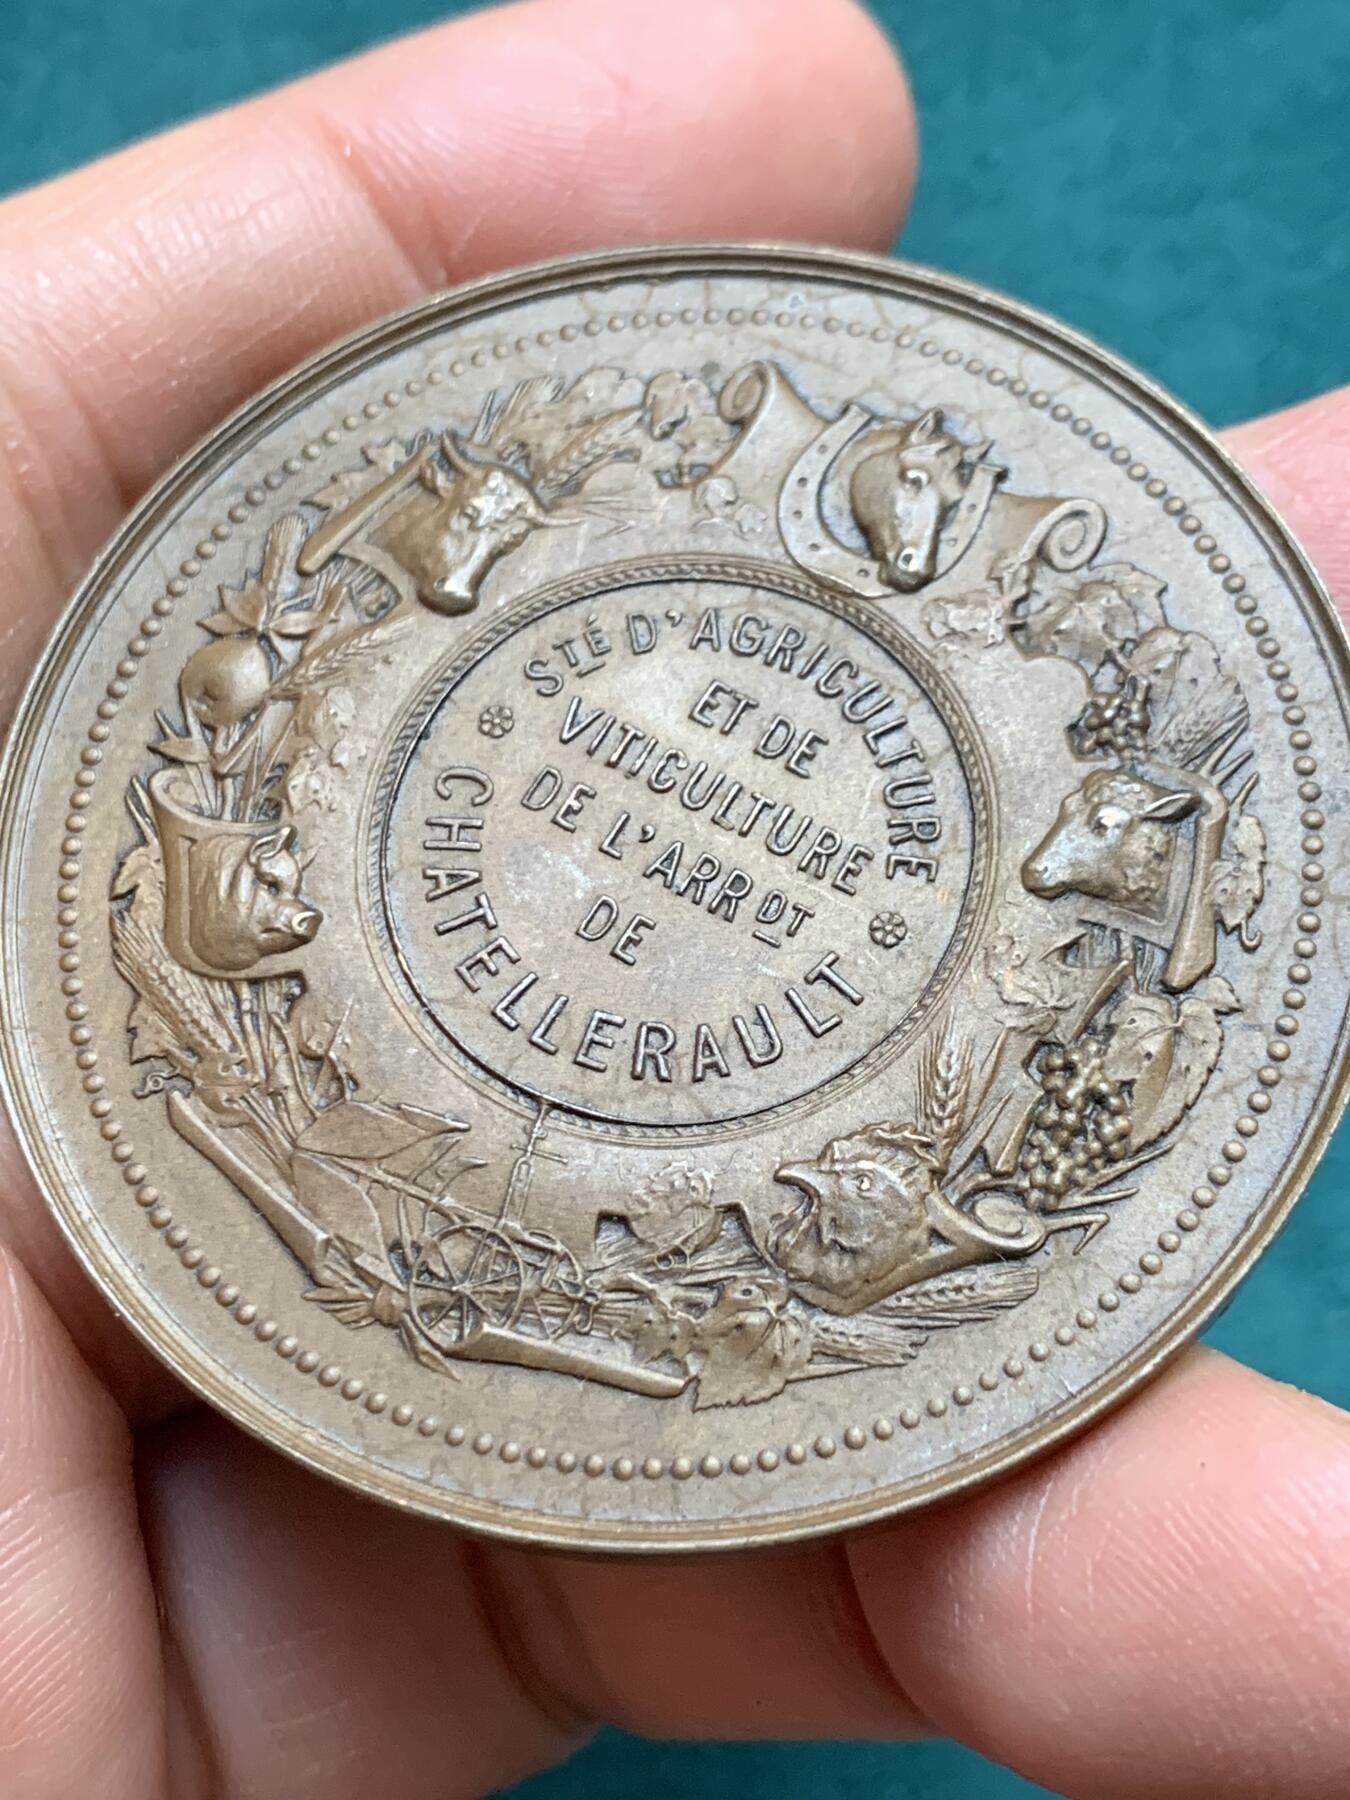 STÉ D'AGRICULTURE
ET DE
VITICULTURE
DE L'ARRDT
DE
CHATELLERAULT